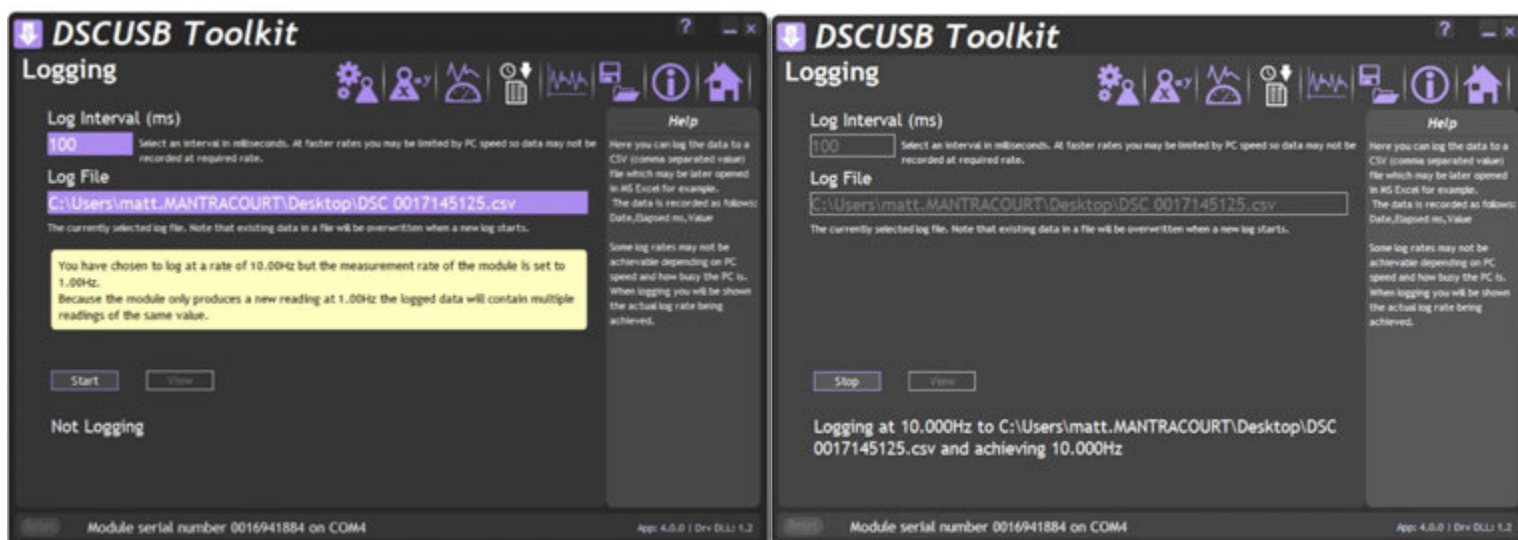 DSCUSB Toolkit
?
Logging
Log Interval (ms)
100
Select an interval in milliseconds. At faster rates you may be limited by PC speed so data may not be
recorded at required rate.
Log File
C:\Users\matt.MANTRACOURT\Desktop\DSC 0017145125.csv
The currently selected log file. Note that existing data in a file will be overwritten when a new log starts.
You have chosen to log at a rate of 10.00Hz but the measurement rate of the module is set to
1.00Hz.
Because the module only produces a new reading at 1.00Hz the logged data will contain multiple
readings of the same value.
Start
View
Not Logging
Help
Here you can log the data to a
CSV (comma separated value)
file which may be later opened
in MS Excel for example.
The data is recorded as follows:
Date,Elapsed ms,Value
Some log rates may not be
achievable depending on PC
speed and how busy the PC is.
When logging you will be shown
the actual log rate being
achieved.
Reset
Module serial number 0016941884 on COM4
App: 4.0.0 | Drv DLL: 1.2
DSCUSB Toolkit
?
Logging
Log Interval (ms)
100
Select an interval in milliseconds. At faster rates you may be limited by PC speed so data may not be
recorded at required rate.
Log File
C:\Users\matt.MANTRACOURT\Desktop\DSC 0017145125.csv
The currently selected log file. Note that existing data in a file will be overwritten when a new log starts.
Stop
View
Logging at 10.000Hz to C:\Users\matt.MANTRACOURT\Desktop\DSC
0017145125.csv and achieving 10.000Hz
Help
Here you can log the data to a
CSV (comma separated value)
file which may be later opened
in MS Excel for example.
The data is recorded as follows:
Date,Elapsed ms,Value
Some log rates may not be
achievable depending on PC
speed and how busy the PC is.
When logging you will be shown
the actual log rate being
achieved.
Reset
Module serial number 0016941884 on COM4
App: 4.0.0 | Drv DLL: 1.2